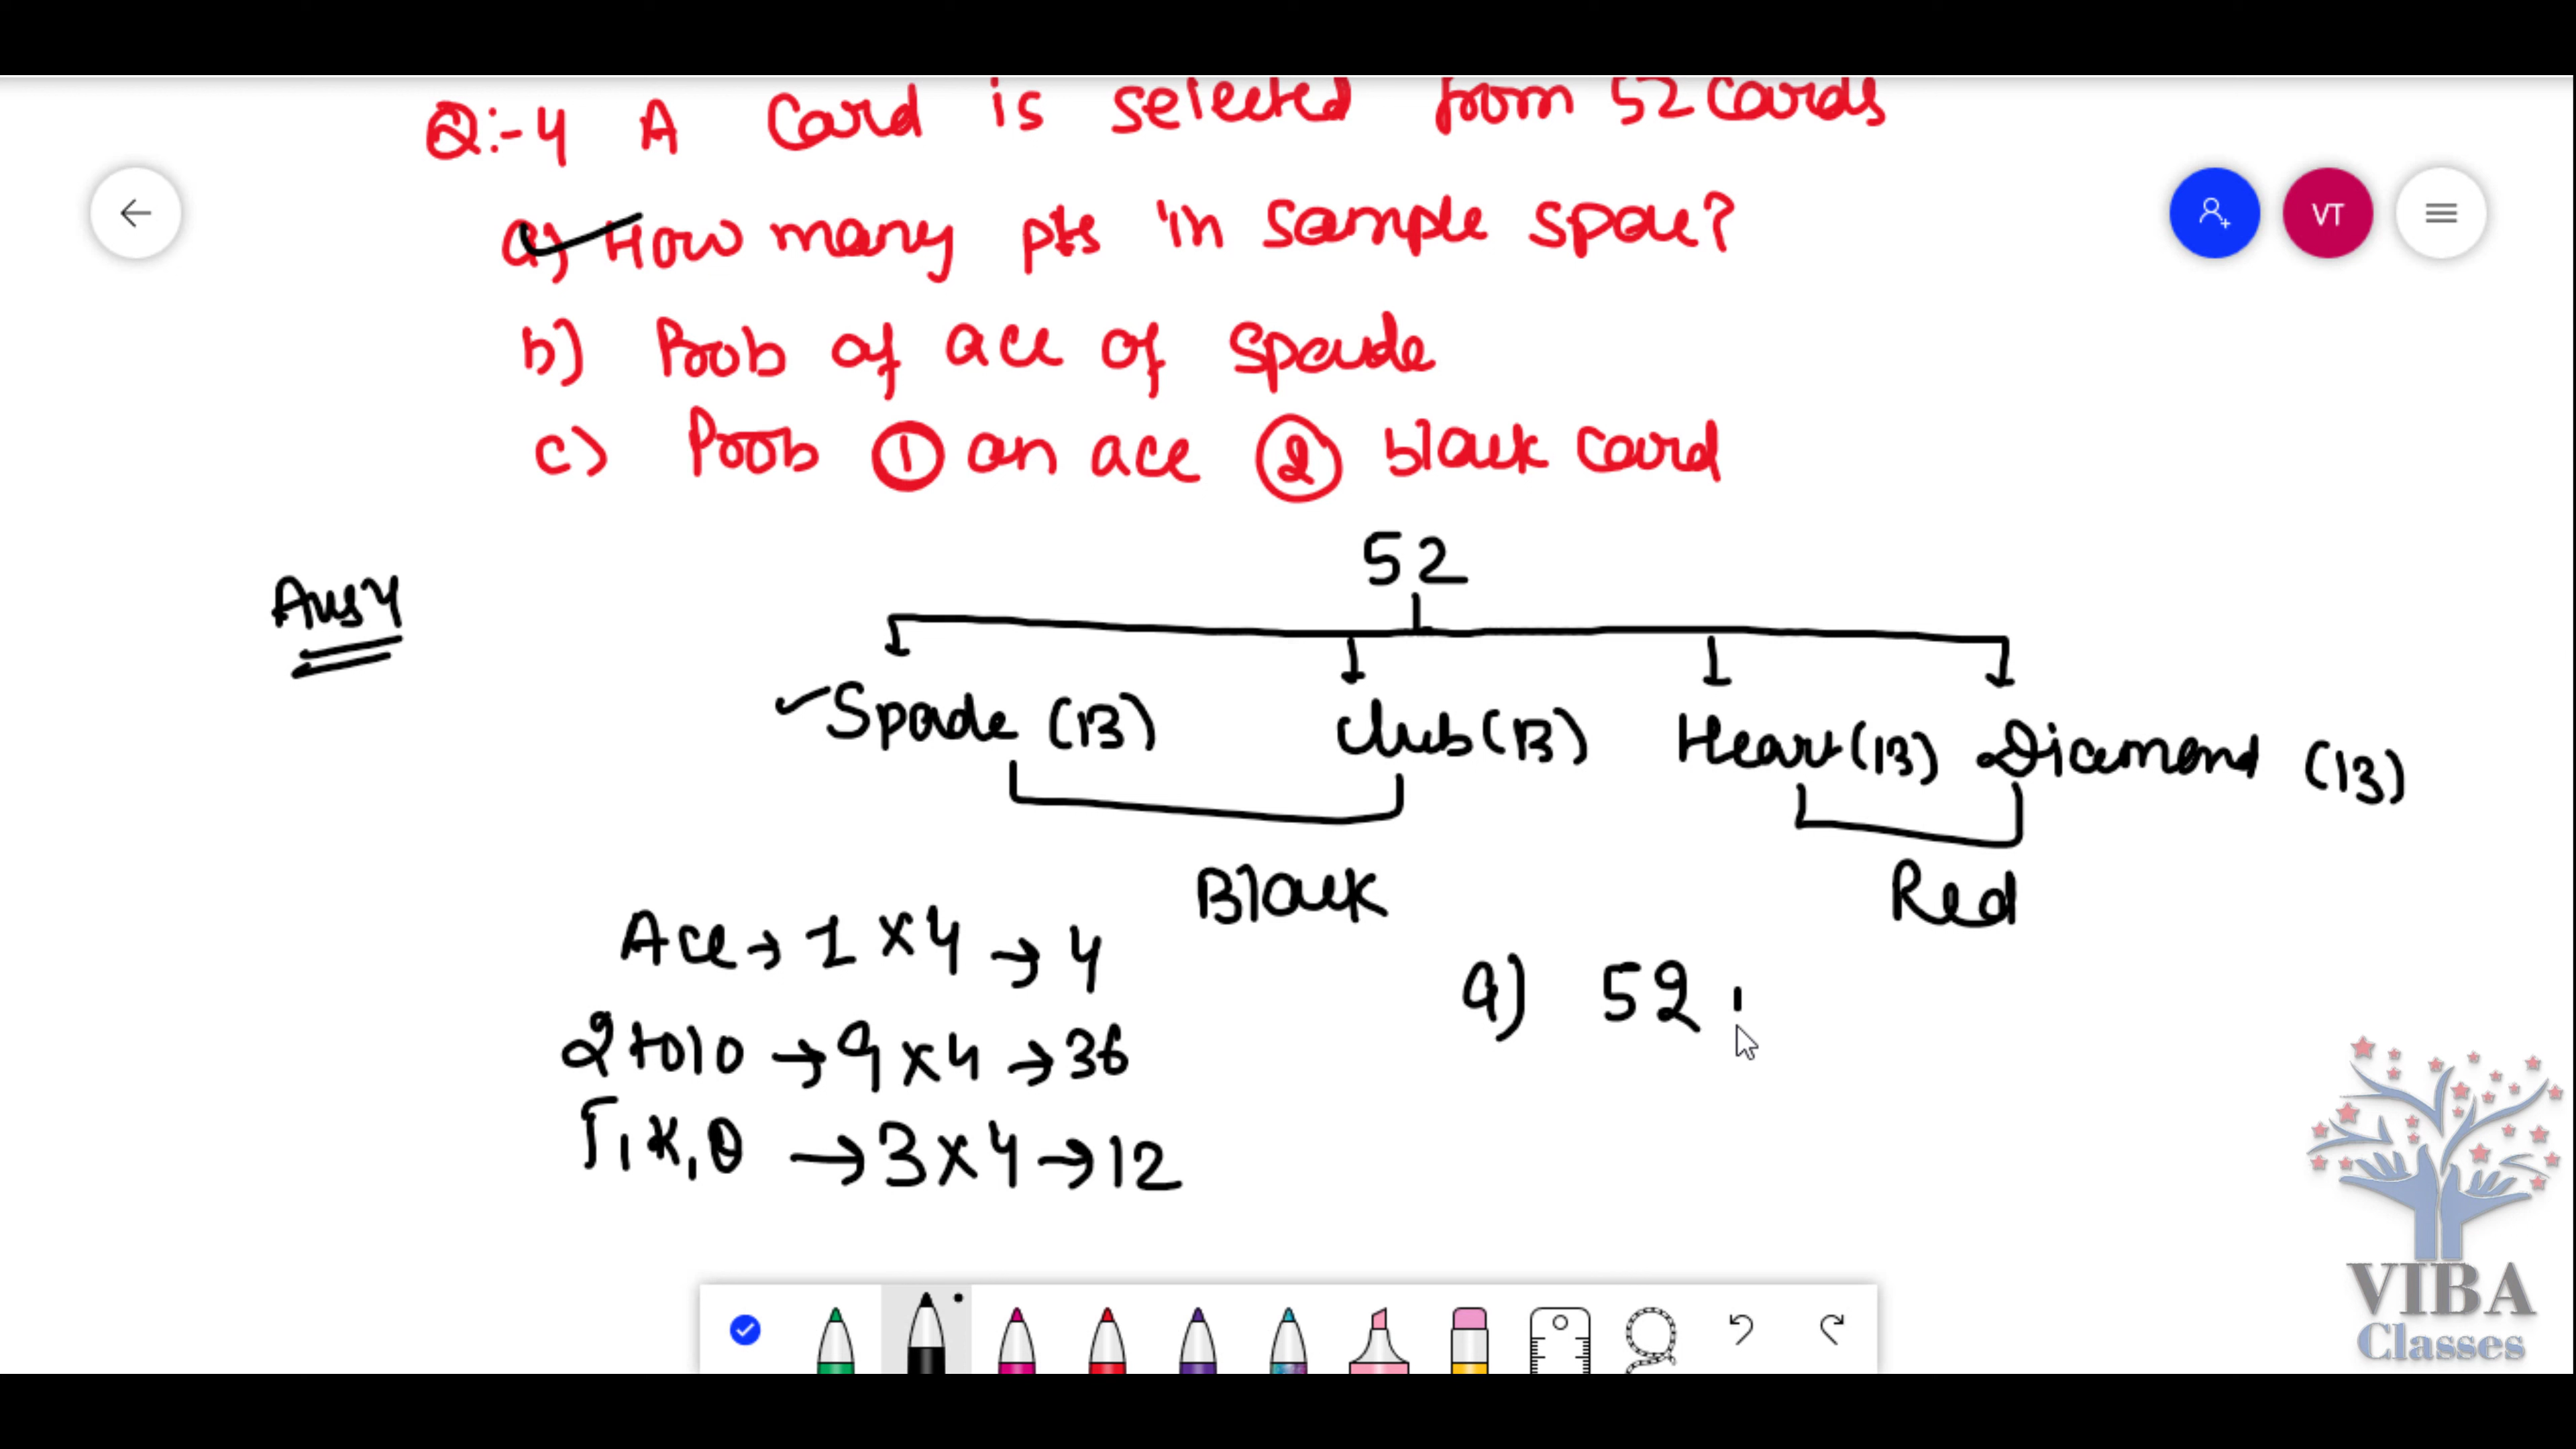 Q:-4 A Card is selected from 52 Cards
a) How many pts in sample space?
b) Prob of ace of Spade
c) Prob ① an ace ② black card
VT
Ans 4
52
Spade (13) Club (13) Heart (13) Diamond (13)
Black Red
Ace → 1 × 4 → 4
a) 52
2 to 10 → 9 × 4 → 36
J, K, Q → 3 × 4 → 12
VIBA
Classes